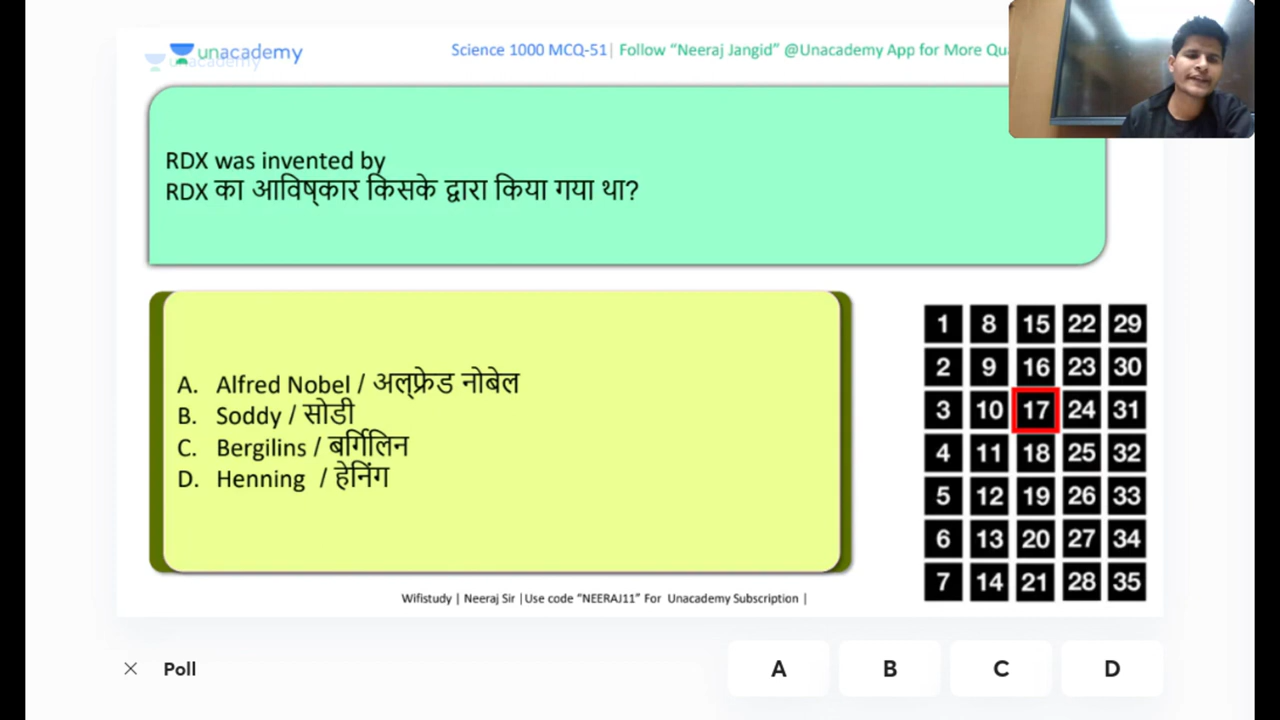 unacademy
unacademy
Science 1000 MCQ-51| Follow “Neeraj Jangid” @Unacademy App for More
RDX was invented by
RDX का आविष्कार किसके द्वारा किया गया था?
A. Alfred Nobel / अल्फ्रेड नोबेल
B. Soddy / सोडी
C. Bergilins / बर्गिलिन
D. Henning / हेनिंग
1 8 15 22 29
2 9 16 23 30
3 10 17 24 31
4 11 18 25 32
5 12 19 26 33
6 13 20 27 34
7 14 21 28 35
Wifistudy | Neeraj Sir |Use code “NEERAJ11” For Unacademy Subscription |
× Poll
A B C D